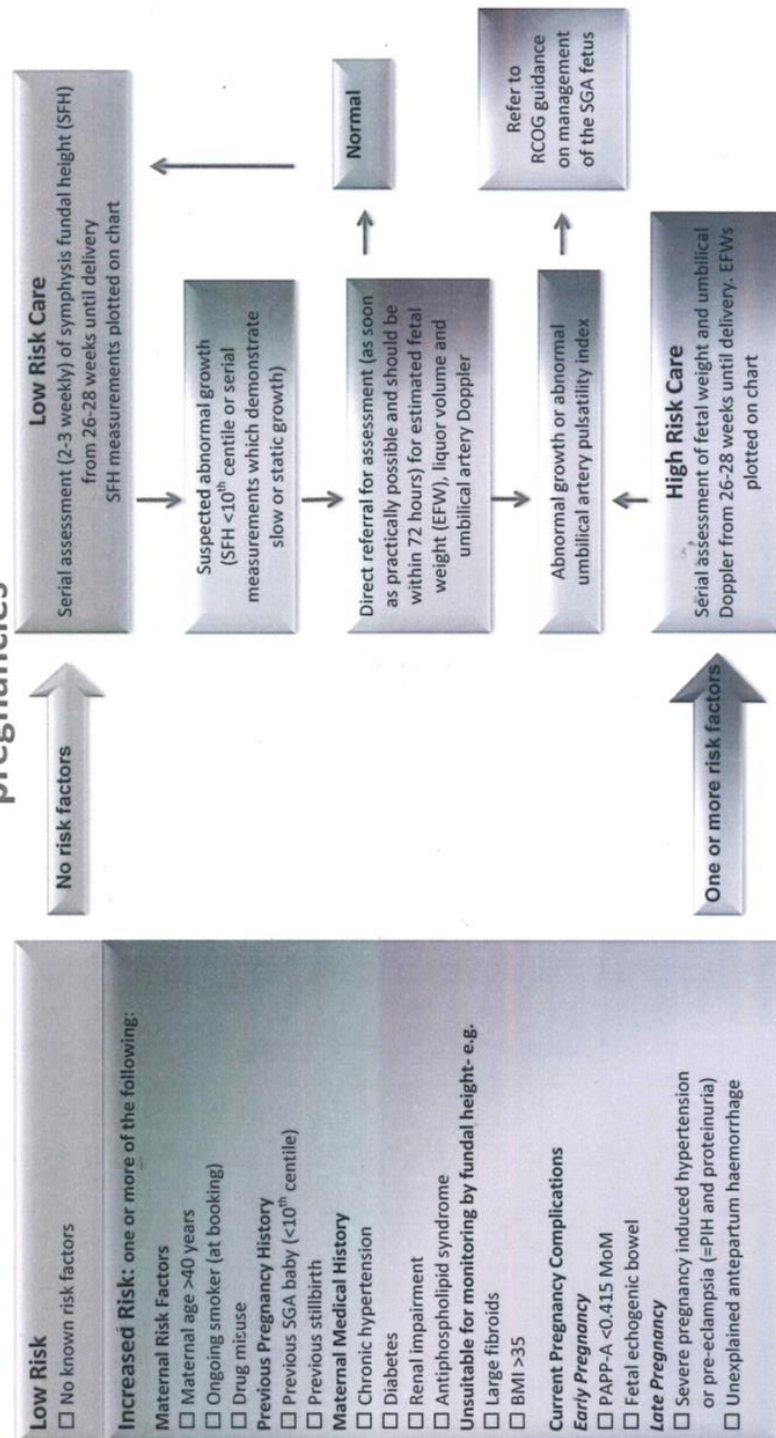 pregnancies
Low Risk
☐ No known risk factors
Increased Risk: one or more of the following:
Maternal Risk Factors
☐ Maternal age >40 years
☐ Ongoing smoker (at booking)
☐ Drug misuse
Previous Pregnancy History
☐ Previous SGA baby (<10th centile)
☐ Previous stillbirth
Maternal Medical History
☐ Chronic hypertension
☐ Diabetes
☐ Renal impairment
☐ Antiphospholipid syndrome
Unsuitable for monitoring by fundal height- e.g.
☐ Large fibroids
☐ BMI >35
Current Pregnancy Complications
Early Pregnancy
☐ PAPP-A <0.415 MoM
☐ Fetal echogenic bowel
Late Pregnancy
☐ Severe pregnancy induced hypertension
or pre-eclampsia (=PIH and proteinuria)
☐ Unexplained antepartum haemorrhage
No risk factors
One or more risk factors
Low Risk Care
Serial assessment (2-3 weekly) of symphysis fundal height (SFH)
from 26-28 weeks until delivery
SFH measurements plotted on chart
Suspected abnormal growth
(SFH <10th centile or serial
measurements which demonstrate
slow or static growth)
Direct referral for assessment (as soon
as practically possible and should be
within 72 hours) for estimated fetal
weight (EFW), liquor volume and
umbilical artery Doppler
Normal
Abnormal growth or abnormal
umbilical artery pulsatility index
Refer to
RCOG guidance
on management
of the SGA fetus
High Risk Care
Serial assessment of fetal weight and umbilical
Doppler from 26-28 weeks until delivery. EFWs
plotted on chart